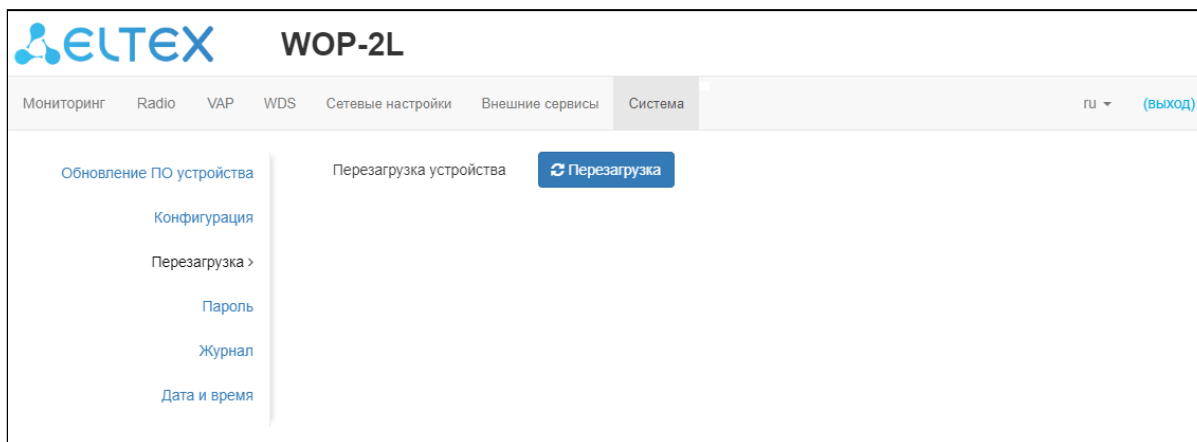 ELTEX WOP-2L
Мониторинг Radio VAP WDS Сетевые настройки Внешние сервисы Система ru (выход)
Обновление ПО устройства Перезагрузка устройства Перезагрузка
Конфигурация
Перезагрузка >
Пароль
Журнал
Дата и время